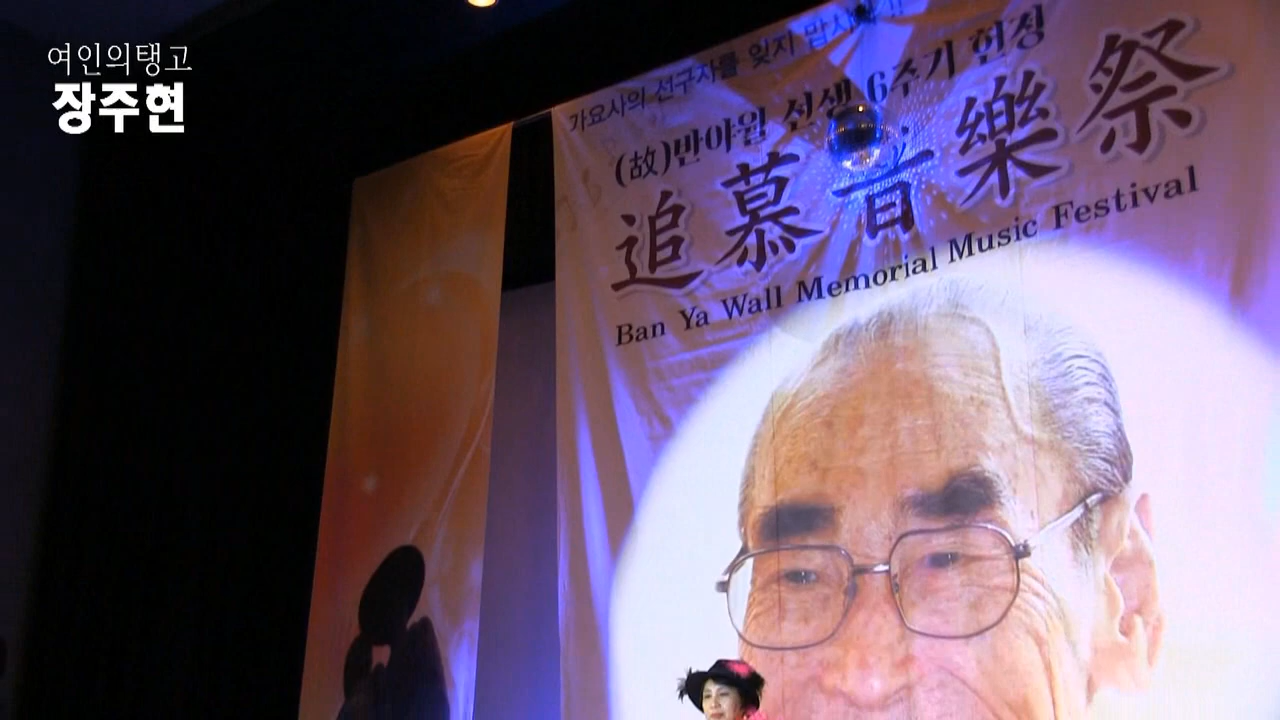 여인의탱고
장주현
가요사의 선구자를 잊지 맙시다!!
(故)반야월 선생 6주기 헌정
追慕音樂祭
Ban Ya Wall Memorial Music Festival